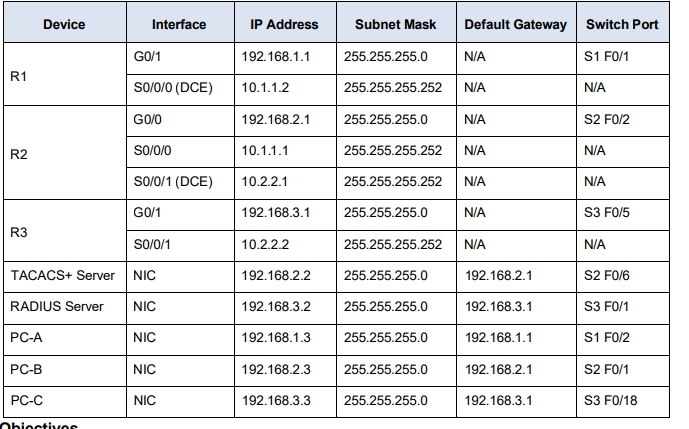 Device Interface IP Address Subnet Mask Default Gateway Switch Port
R1 G0/1 192.168.1.1 255.255.255.0 N/A S1 F0/1
S0/0/0 (DCE) 10.1.1.2 255.255.255.252 N/A N/A
R2 G0/0 192.168.2.1 255.255.255.0 N/A S2 F0/2
S0/0/0 10.1.1.1 255.255.255.252 N/A N/A
S0/0/1 (DCE) 10.2.2.1 255.255.255.252 N/A N/A
R3 G0/1 192.168.3.1 255.255.255.0 N/A S3 F0/5
S0/0/1 10.2.2.2 255.255.255.252 N/A N/A
TACACS+ Server NIC 192.168.2.2 255.255.255.0 192.168.2.1 S2 F0/6
RADIUS Server NIC 192.168.3.2 255.255.255.0 192.168.3.1 S3 F0/1
PC-A NIC 192.168.1.3 255.255.255.0 192.168.1.1 S1 F0/2
PC-B NIC 192.168.2.3 255.255.255.0 192.168.2.1 S2 F0/1
PC-C NIC 192.168.3.3 255.255.255.0 192.168.3.1 S3 F0/18
Objectives